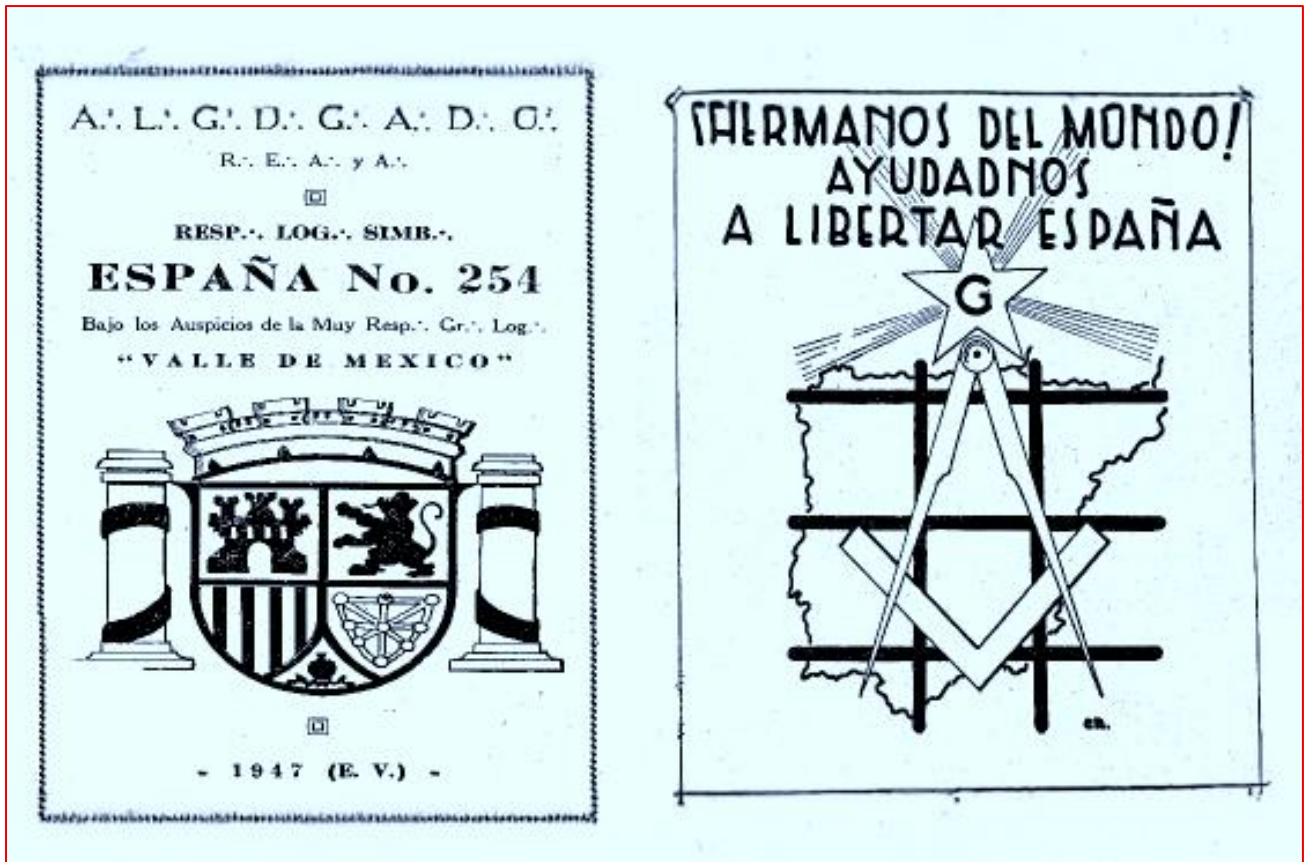 A∴ L∴ G∴ D∴ G∴ A∴ D∴ U∴
R∴ E∴ A∴ y A∴
RESP∴ LOG∴ SIMB∴
ESPAÑA No. 254
Bajo los Auspicios de la Muy Resp∴ Gr∴ Log∴
"VALLE DE MEXICO"
- 1947 (E. V.) -
¡HERMANOS DEL MUNDO!
AYUDADNOS
A LIBERTAR ESPAÑA
G